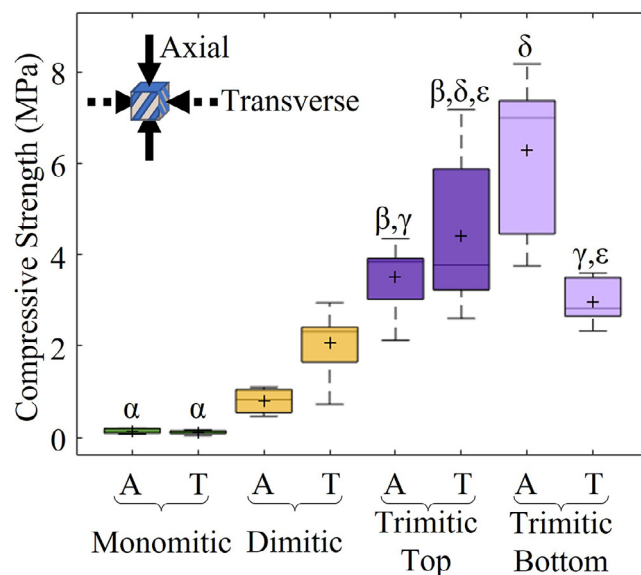 Compressive Strength (MPa)
8
6
4
2
0
Axial
Transverse
α
α
β,γ
β,δ,ε
δ
γ,ε
A T A T A T A T
Monomitic Dimitic Trimitic Top Trimitic Bottom